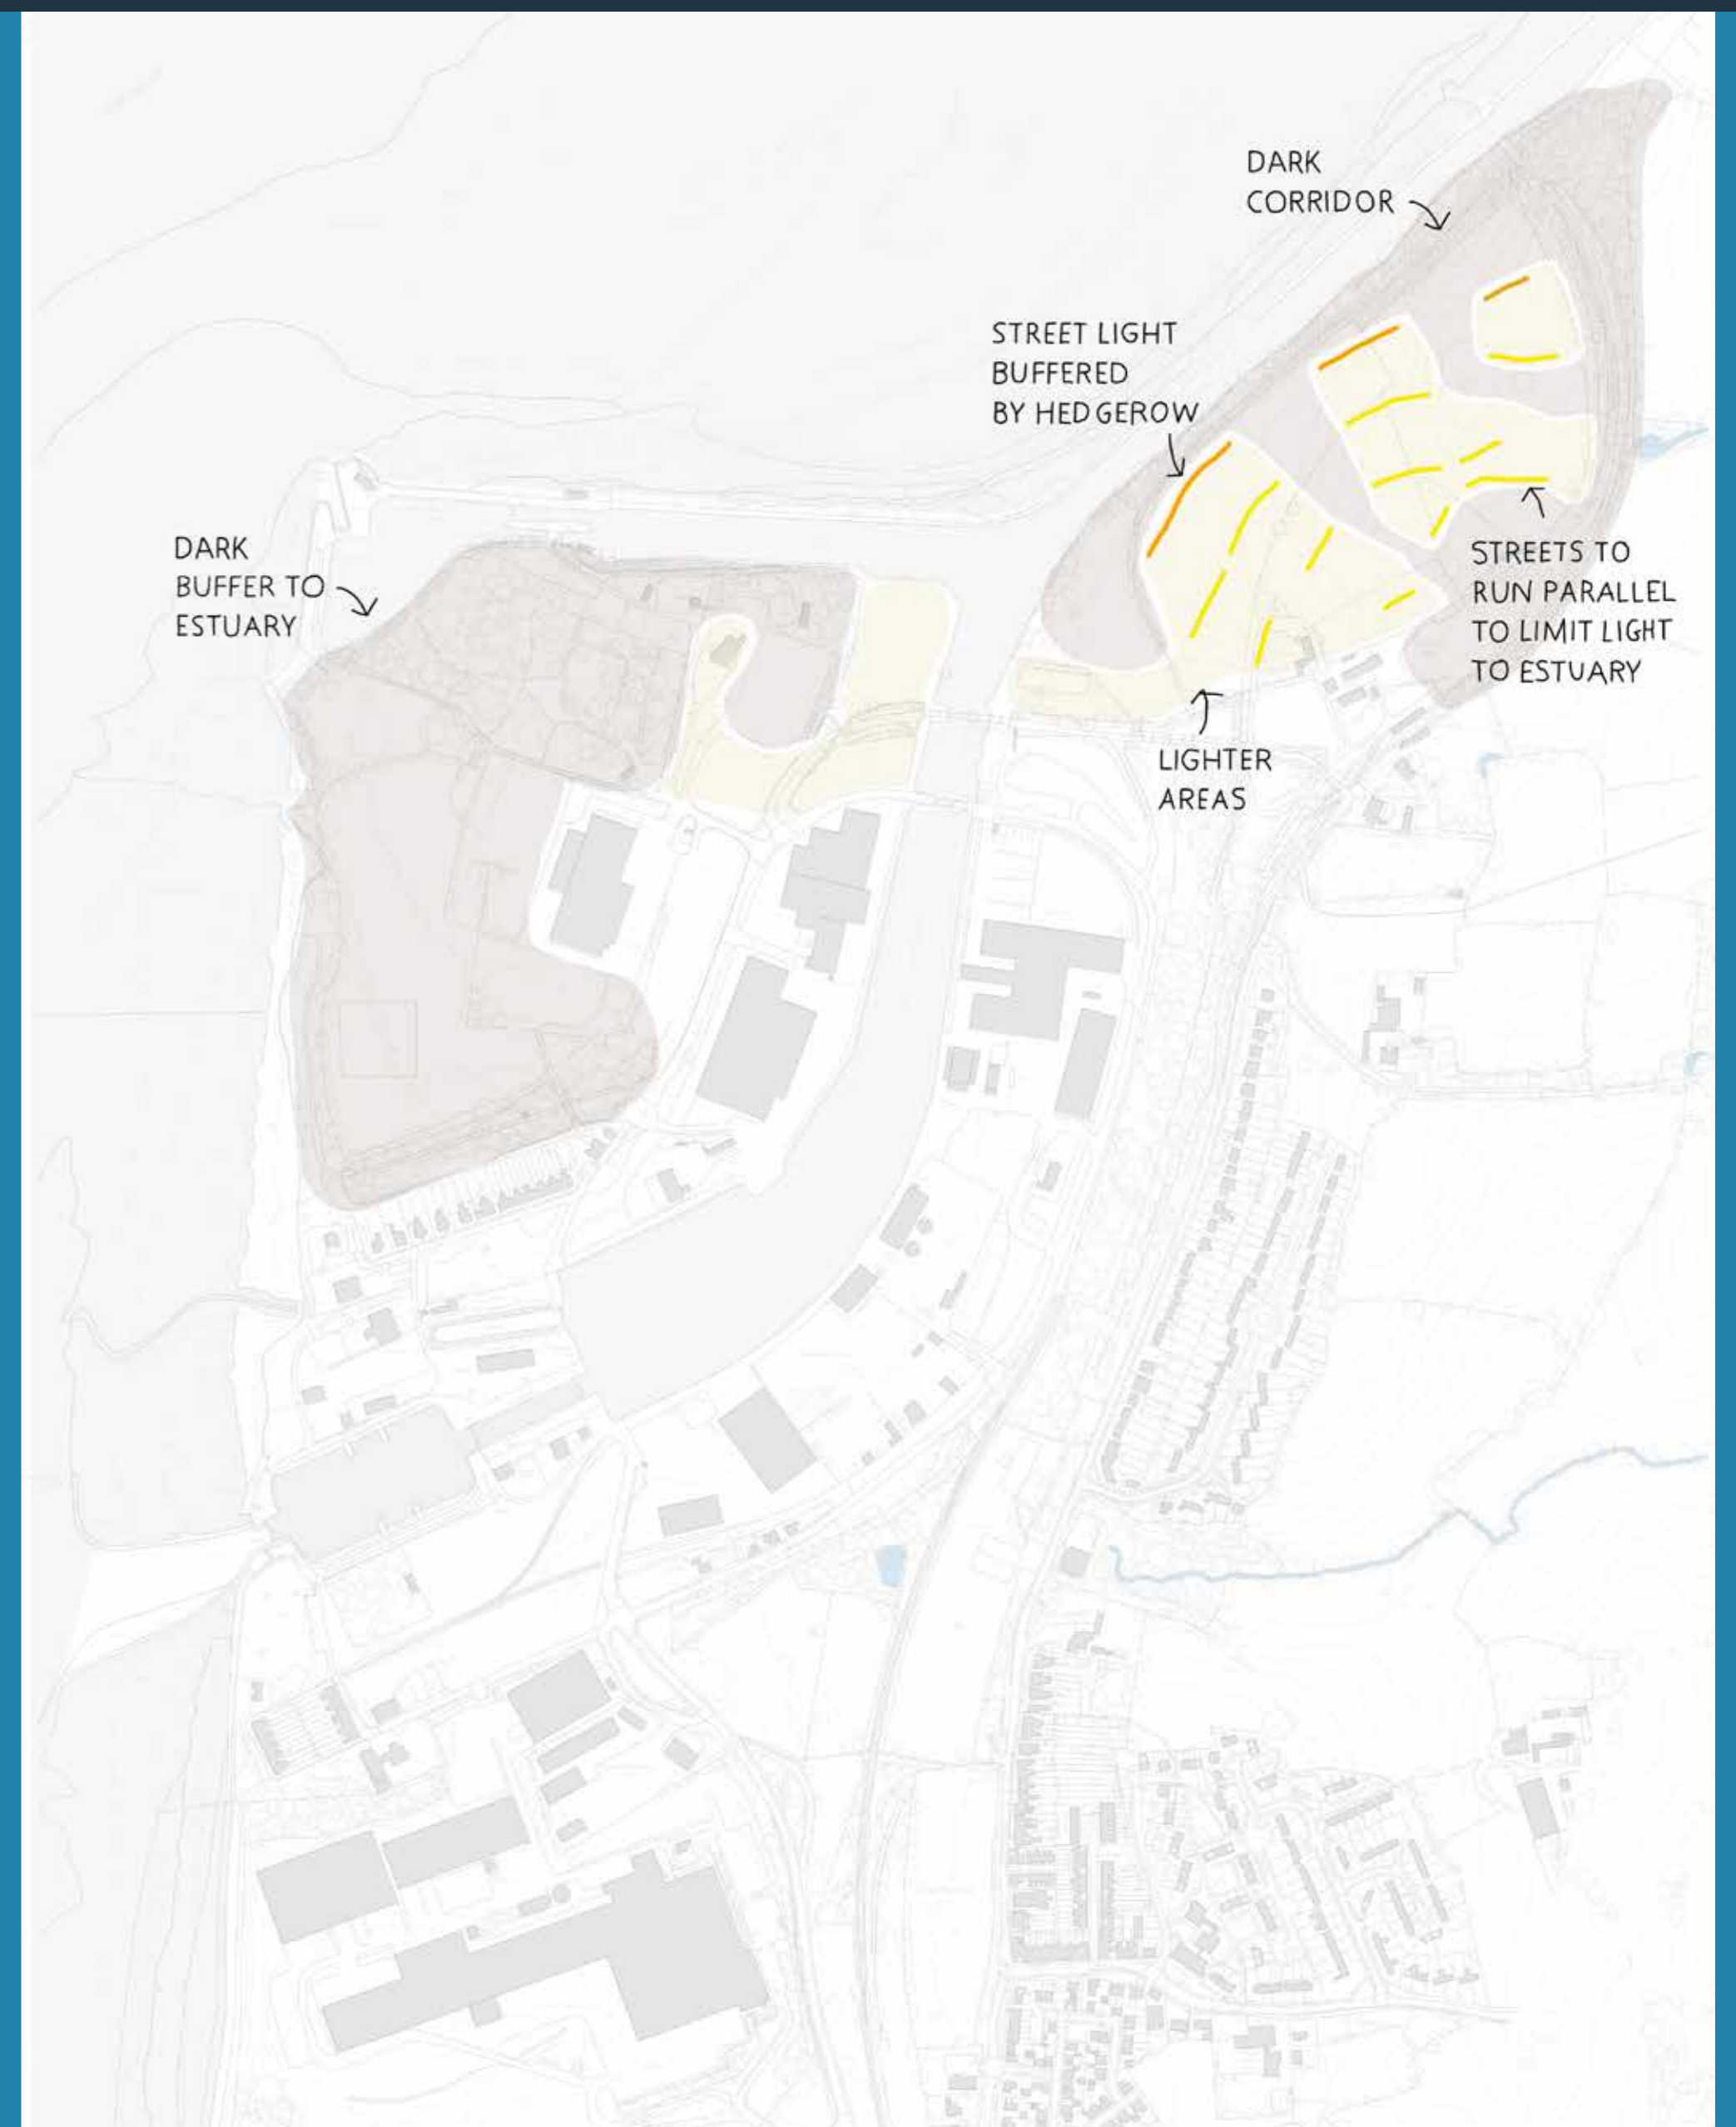 DARK
CORRIDOR
STREET LIGHT
BUFFERED
BY HEDGEROW
DARK
BUFFER TO
ESTUARY
STREETS TO
RUN PARALLEL
TO LIMIT LIGHT
TO ESTUARY
LIGHTER
AREAS